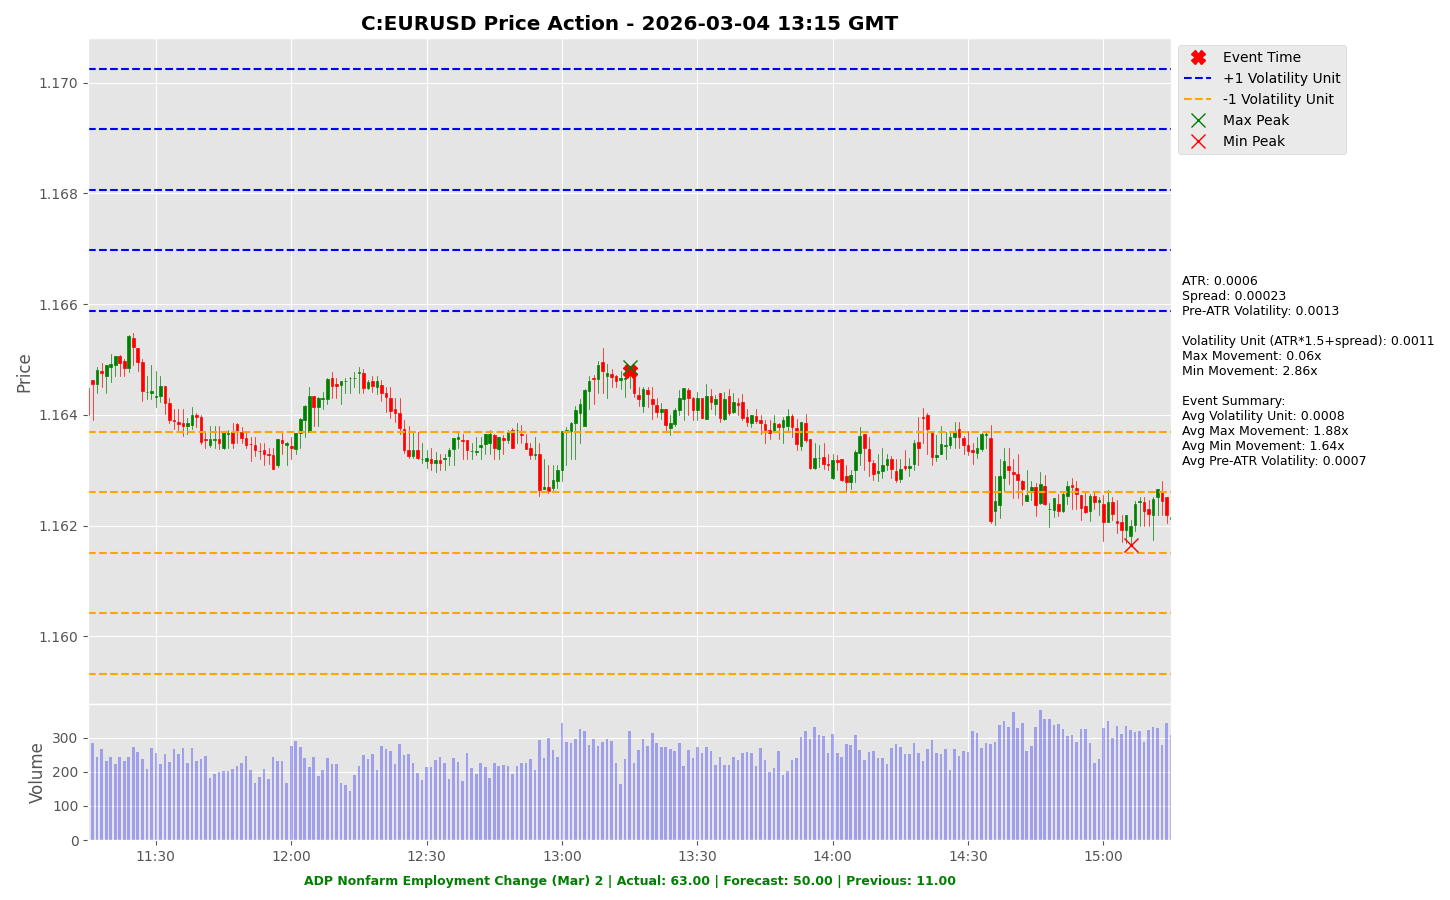 C:EURUSD Price Action - 2026-03-04 13:15 GMT
Event Time
+1 Volatility Unit
-1 Volatility Unit
Max Peak
Min Peak
ATR: 0.0006
Spread: 0.00023
Pre-ATR Volatility: 0.0013
Volatility Unit (ATR*1.5+spread): 0.0011
Max Movement: 0.06x
Min Movement: 2.86x
Event Summary:
Avg Volatility Unit: 0.0008
Avg Max Movement: 1.88x
Avg Min Movement: 1.64x
Avg Pre-ATR Volatility: 0.0007
Price
1.170
1.168
1.166
1.164
1.162
1.160
Volume
300
200
100
0
11:30 12:00 12:30 13:00 13:30 14:00 14:30 15:00
ADP Nonfarm Employment Change (Mar) 2 | Actual: 63.00 | Forecast: 50.00 | Previous: 11.00